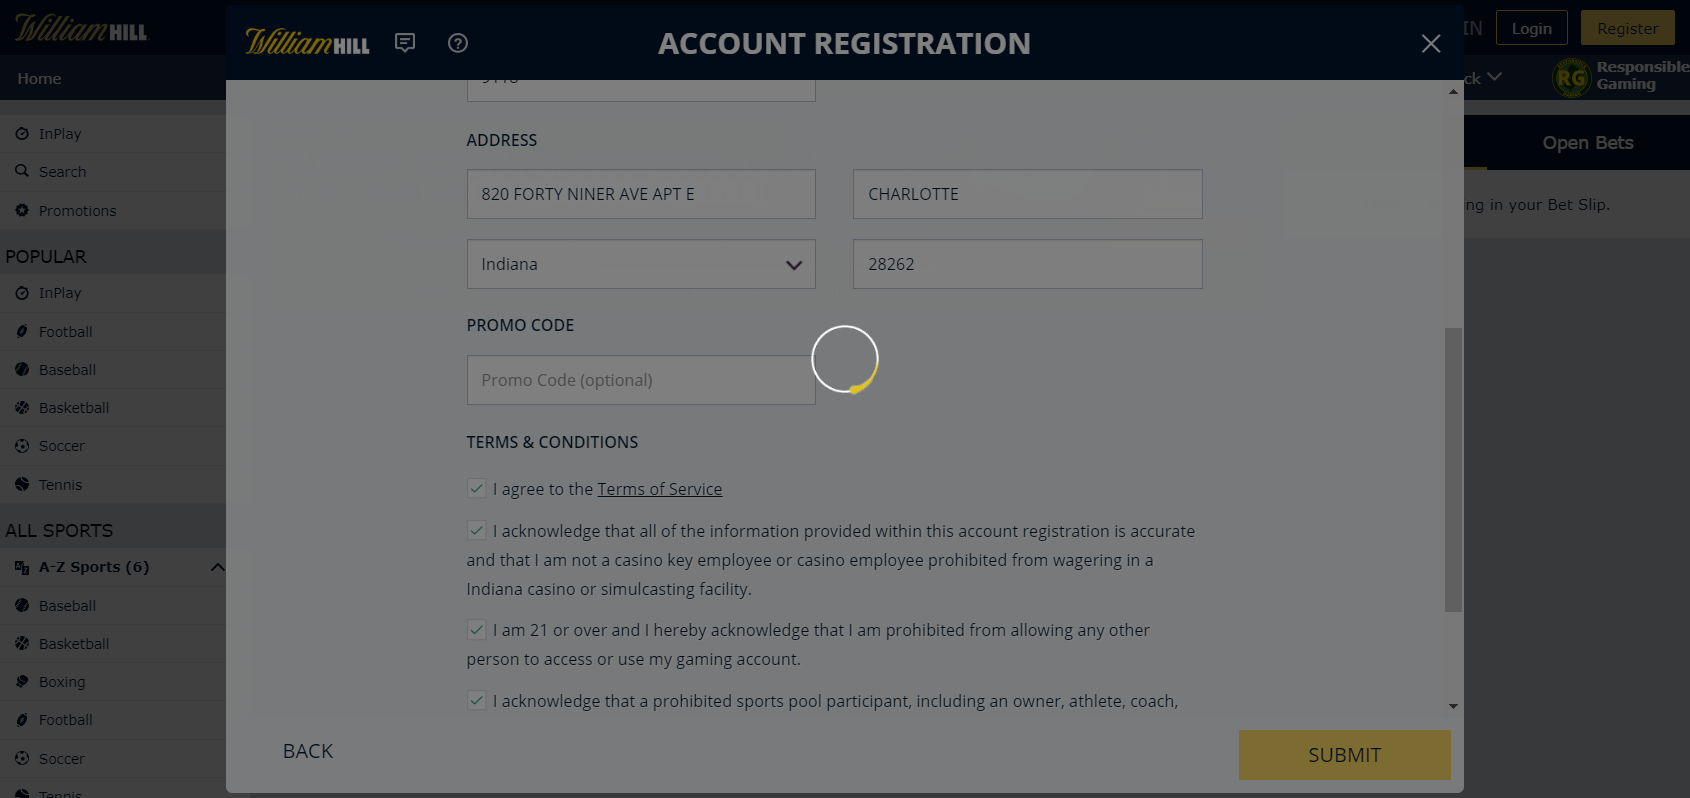 William HILL
Home
InPlay
Search
Promotions
POPULAR
InPlay
Football
Baseball
Basketball
Soccer
Tennis
ALL SPORTS
A-Z Sports (6)
Baseball
Basketball
Boxing
Football
Soccer
Tennis
William HILL
ACCOUNT REGISTRATION
ADDRESS
820 FORTY NINER AVE APT E
CHARLOTTE
Indiana
28262
PROMO CODE
Promo Code (optional)
TERMS & CONDITIONS
I agree to the Terms of Service
I acknowledge that all of the information provided within this account registration is accurate
and that I am not a casino key employee or casino employee prohibited from wagering in a
Indiana casino or simulcasting facility.
I am 21 or over and I hereby acknowledge that I am prohibited from allowing any other
person to access or use my gaming account.
I acknowledge that a prohibited sports pool participant, including an owner, athlete, coach,
BACK
SUBMIT
IN
Login
Register
ck
RG
Responsible
Gaming
Open Bets
ng in your Bet Slip.